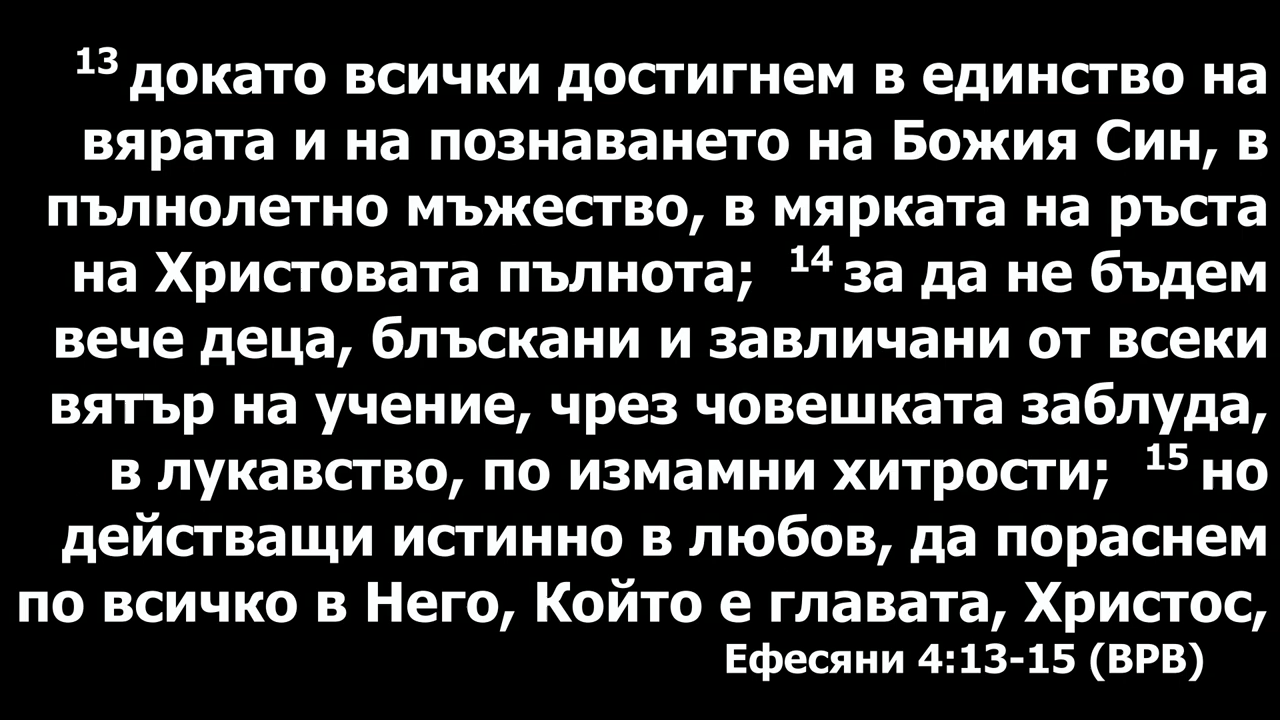 13 докато всички достигнем в единство на
вярата и на познаването на Божия Син, в
пълнолетно мъжество, в мярката на ръста
на Христовата пълнота; 14 за да не бъдем
вече деца, блъскани и завличани от всеки
вятър на учение, чрез човешката заблуда,
в лукавство, по измамни хитрости; 15 но
действащи истинно в любов, да пораснем
по всичко в Него, Който е главата, Христос,
Ефесяни 4:13-15 (ВРВ)